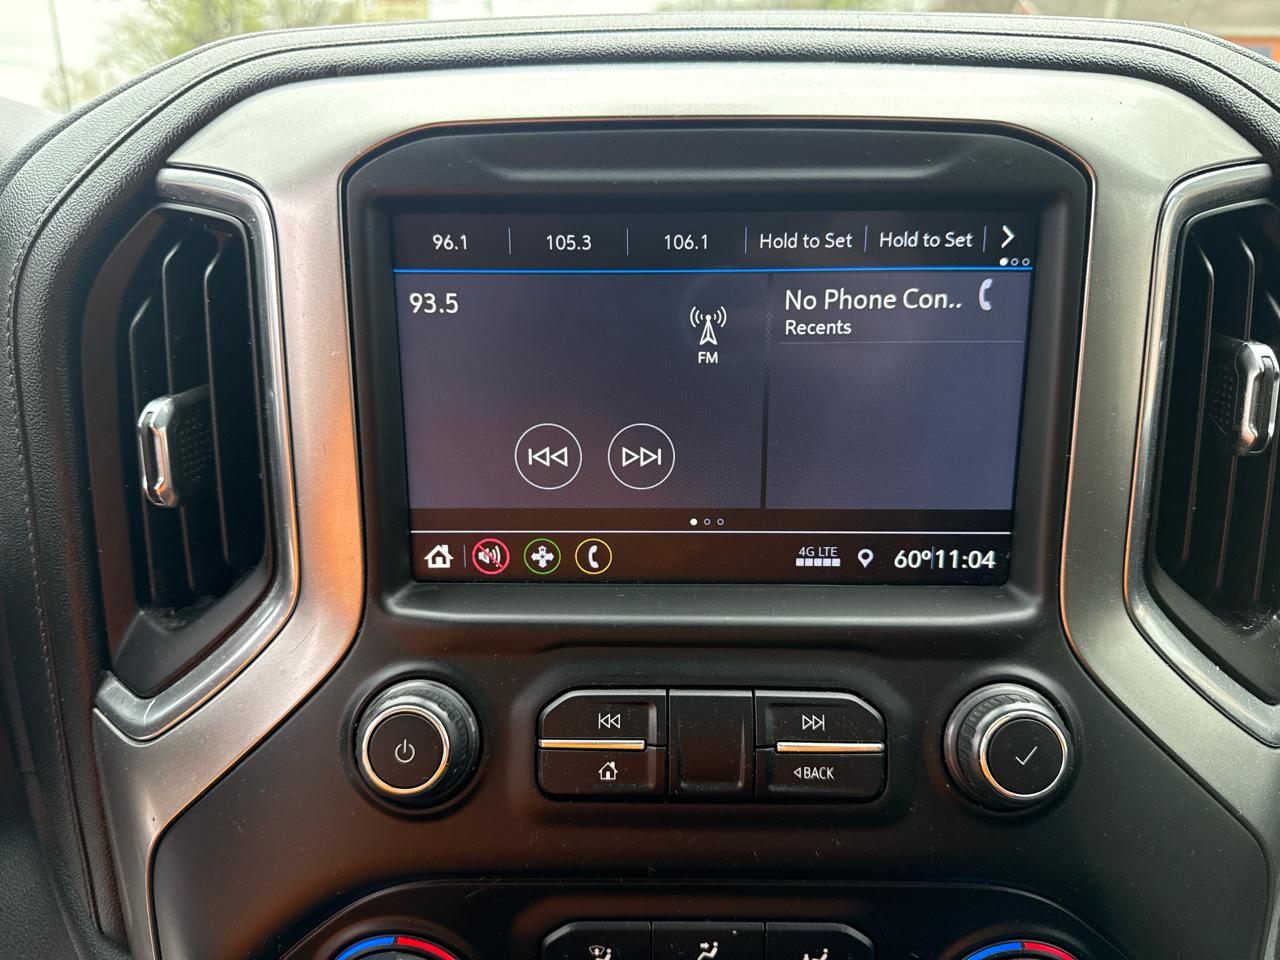 96.1 105.3 106.1 Hold to Set Hold to Set
93.5
FM
No Phone Con..
Recents
4G LTE 60° 11:04
BACK